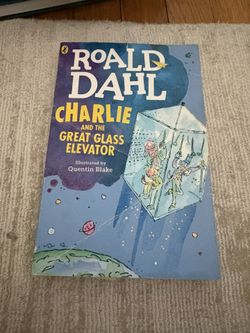 ROALD
DAHL
CHARLIE
AND THE
GREAT GLASS
ELEVATOR
Illustrated by
Quentin Blake